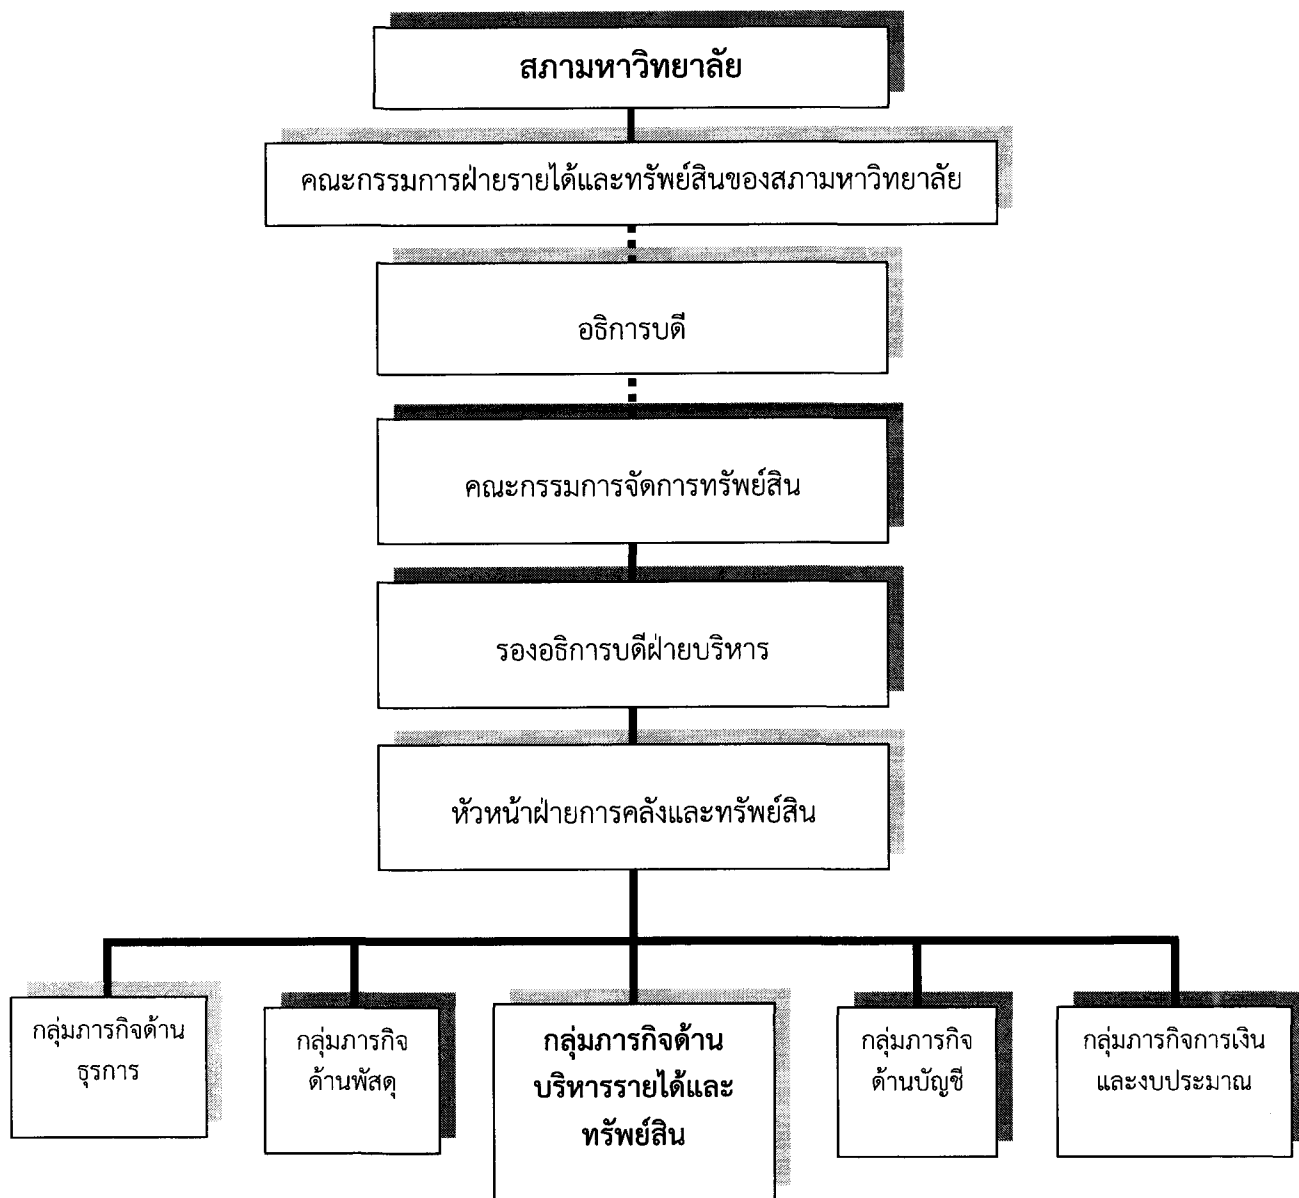 สภามหาวิทยาลัย
คณะกรรมการฝ่ายรายได้และทรัพย์สินของสภามหาวิทยาลัย
อธิการบดี
คณะกรรมการจัดการทรัพย์สิน
รองอธิการบดีฝ่ายบริหาร
หัวหน้าฝ่ายการคลังและทรัพย์สิน
กลุ่มภารกิจด้าน
ธุรการ
กลุ่มภารกิจ
ด้านพัสดุ
กลุ่มภารกิจด้าน
บริหารรายได้และ
ทรัพย์สิน
กลุ่มภารกิจ
ด้านบัญชี
กลุ่มภารกิจการเงิน
และงบประมาณ